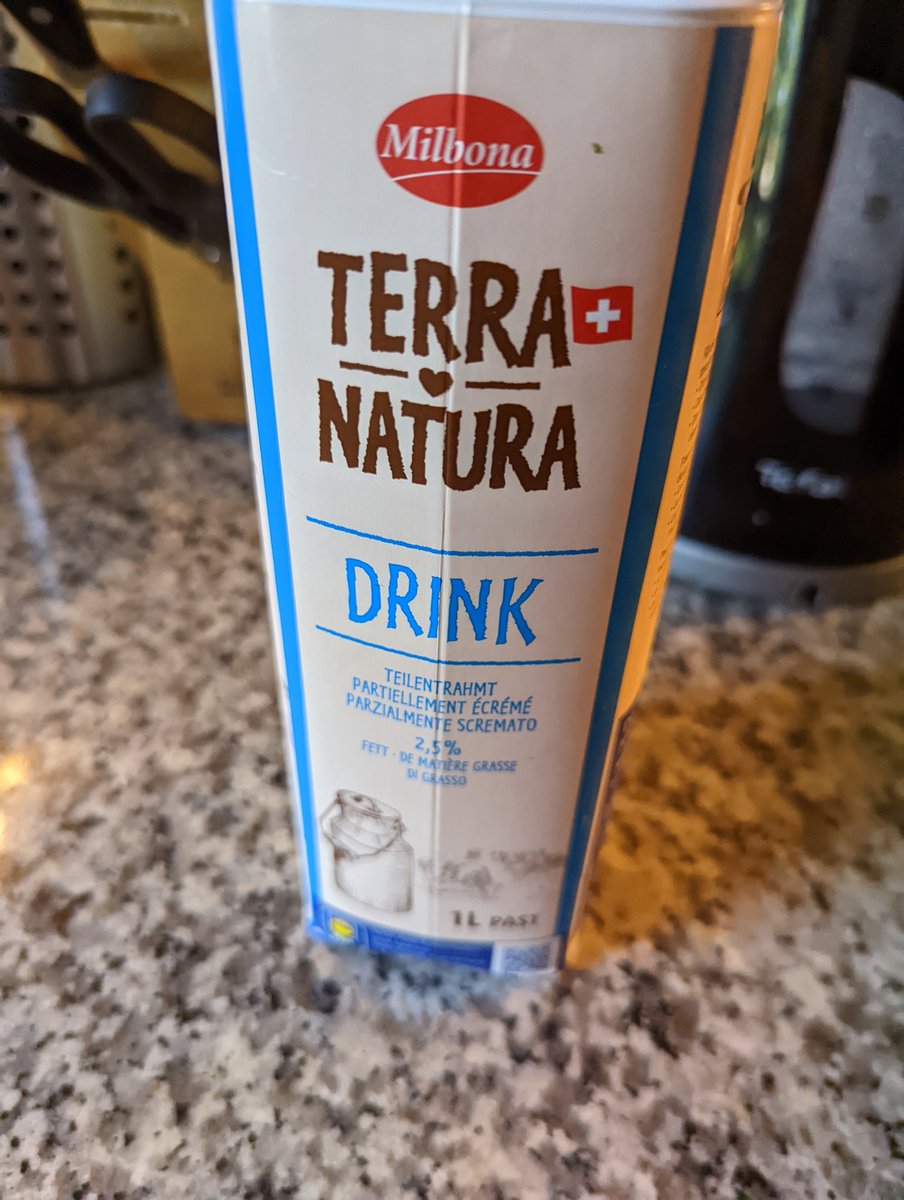 Milbona
TERRA
NATURA
DRINK
TEILENTRAHMT
PARTIELLEMENT ÉCRÉMÉ
PARZIALMENTE SCREMATO
2,5%
FETT · DE MATIÈRE GRASSE
DI GRASSO
1L PAST
Tefal